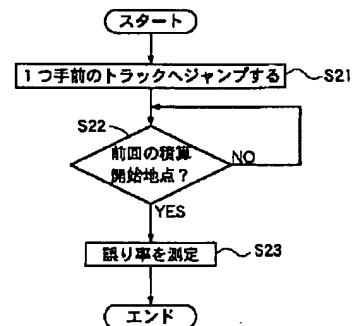 スタート
1つ手前のトラックへジャンプする
S21
S22
前回の積算
開始地点?
NO
YES
誤り率を測定
S23
エンド